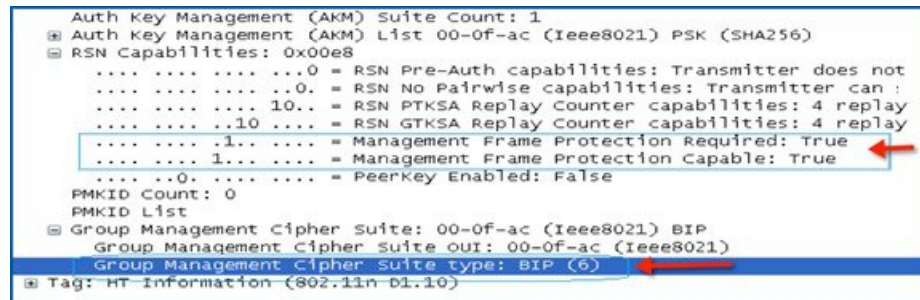 Auth Key Management (AKM) Suite Count: 1
Auth Key Management (AKM) List 00-0f-ac (Ieee8021) PSK (SHA256)
RSN Capabilities: 0x00e8
.... .... .... ...0 = RSN Pre-Auth capabilities: Transmitter does not
.... .... .... ..0. = RSN No Pairwise capabilities: Transmitter can
.... .... .... 10.. = RSN PTKSA Replay Counter capabilities: 4 replay
.... .... ..10 .... = RSN GTKSA Replay Counter capabilities: 4 replay
.... .... .1.. .... = Management Frame Protection Required: True
.... .... 1... .... = Management Frame Protection Capable: True
.... ..0. .... .... = PeerKey Enabled: False
PMKID Count: 0
PMKID List
Group Management Cipher Suite: 00-0f-ac (Ieee8021) BIP
Group Management Cipher Suite OUI: 00-0f-ac (Ieee8021)
Group Management Cipher Suite type: BIP (6)
Tag: HT Information (802.11n D1.10)